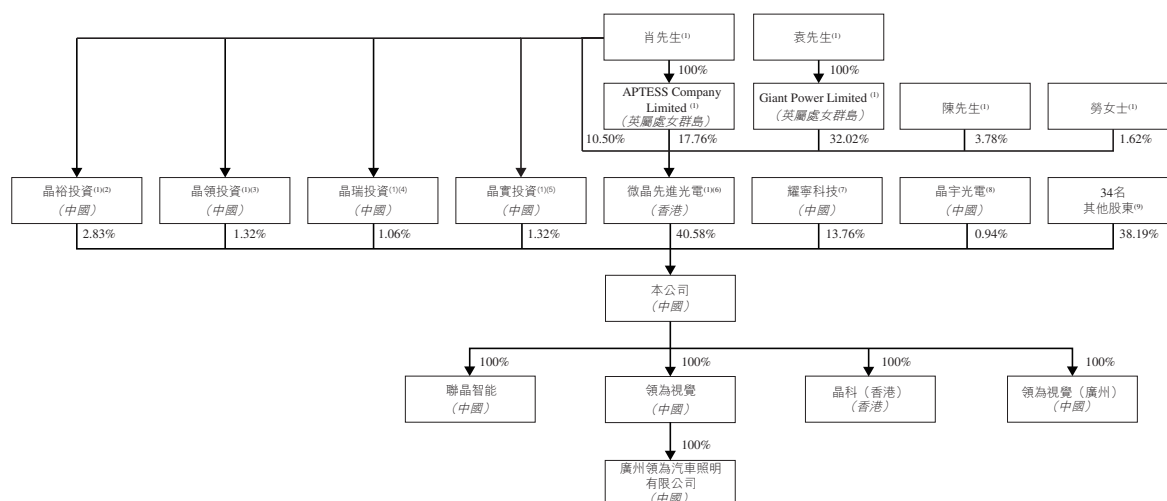 肖先生(1)
袁先生(1)
100%
100%
APTESS Company
Limited (1)
（英屬處女群島）
Giant Power Limited (1)
（英屬處女群島）
陳先生(1)
勞女士(1)
10.50%
17.76%
32.02%
3.78%
1.62%
晶裕投資(1)(2)
（中國）
晶領投資(1)(3)
（中國）
晶瑞投資(1)(4)
（中國）
晶實投資(1)(5)
（中國）
微晶先進光電(1)(6)
（香港）
耀寧科技(7)
（中國）
晶宇光電(8)
（中國）
34名
其他股東(9)
2.83%
1.32%
1.06%
1.32%
40.58%
13.76%
0.94%
38.19%
本公司
（中國）
100%
100%
100%
100%
聯晶智能
（中國）
領為視覺
（中國）
晶科（香港）
（香港）
領為視覺（廣州）
（中國）
100%
廣州領為汽車照明
有限公司
（中國）